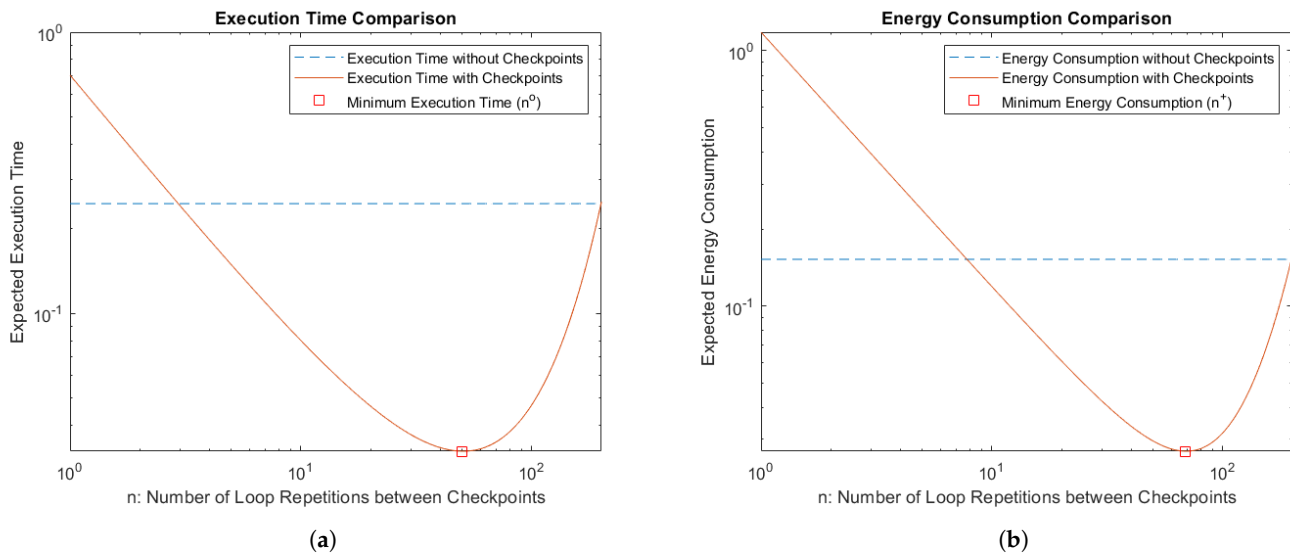 Execution Time Comparison
10^0
Execution Time without Checkpoints
Execution Time with Checkpoints
Minimum Execution Time (n^o)
Expected Execution Time
10^-1
10^0
10^1
10^2
n: Number of Loop Repetitions between Checkpoints
(a)
Energy Consumption Comparison
10^0
Energy Consumption without Checkpoints
Energy Consumption with Checkpoints
Minimum Energy Consumption (n^+)
Expected Energy Consumption
10^-1
10^0
10^1
10^2
n: Number of Loop Repetitions between Checkpoints
(b)